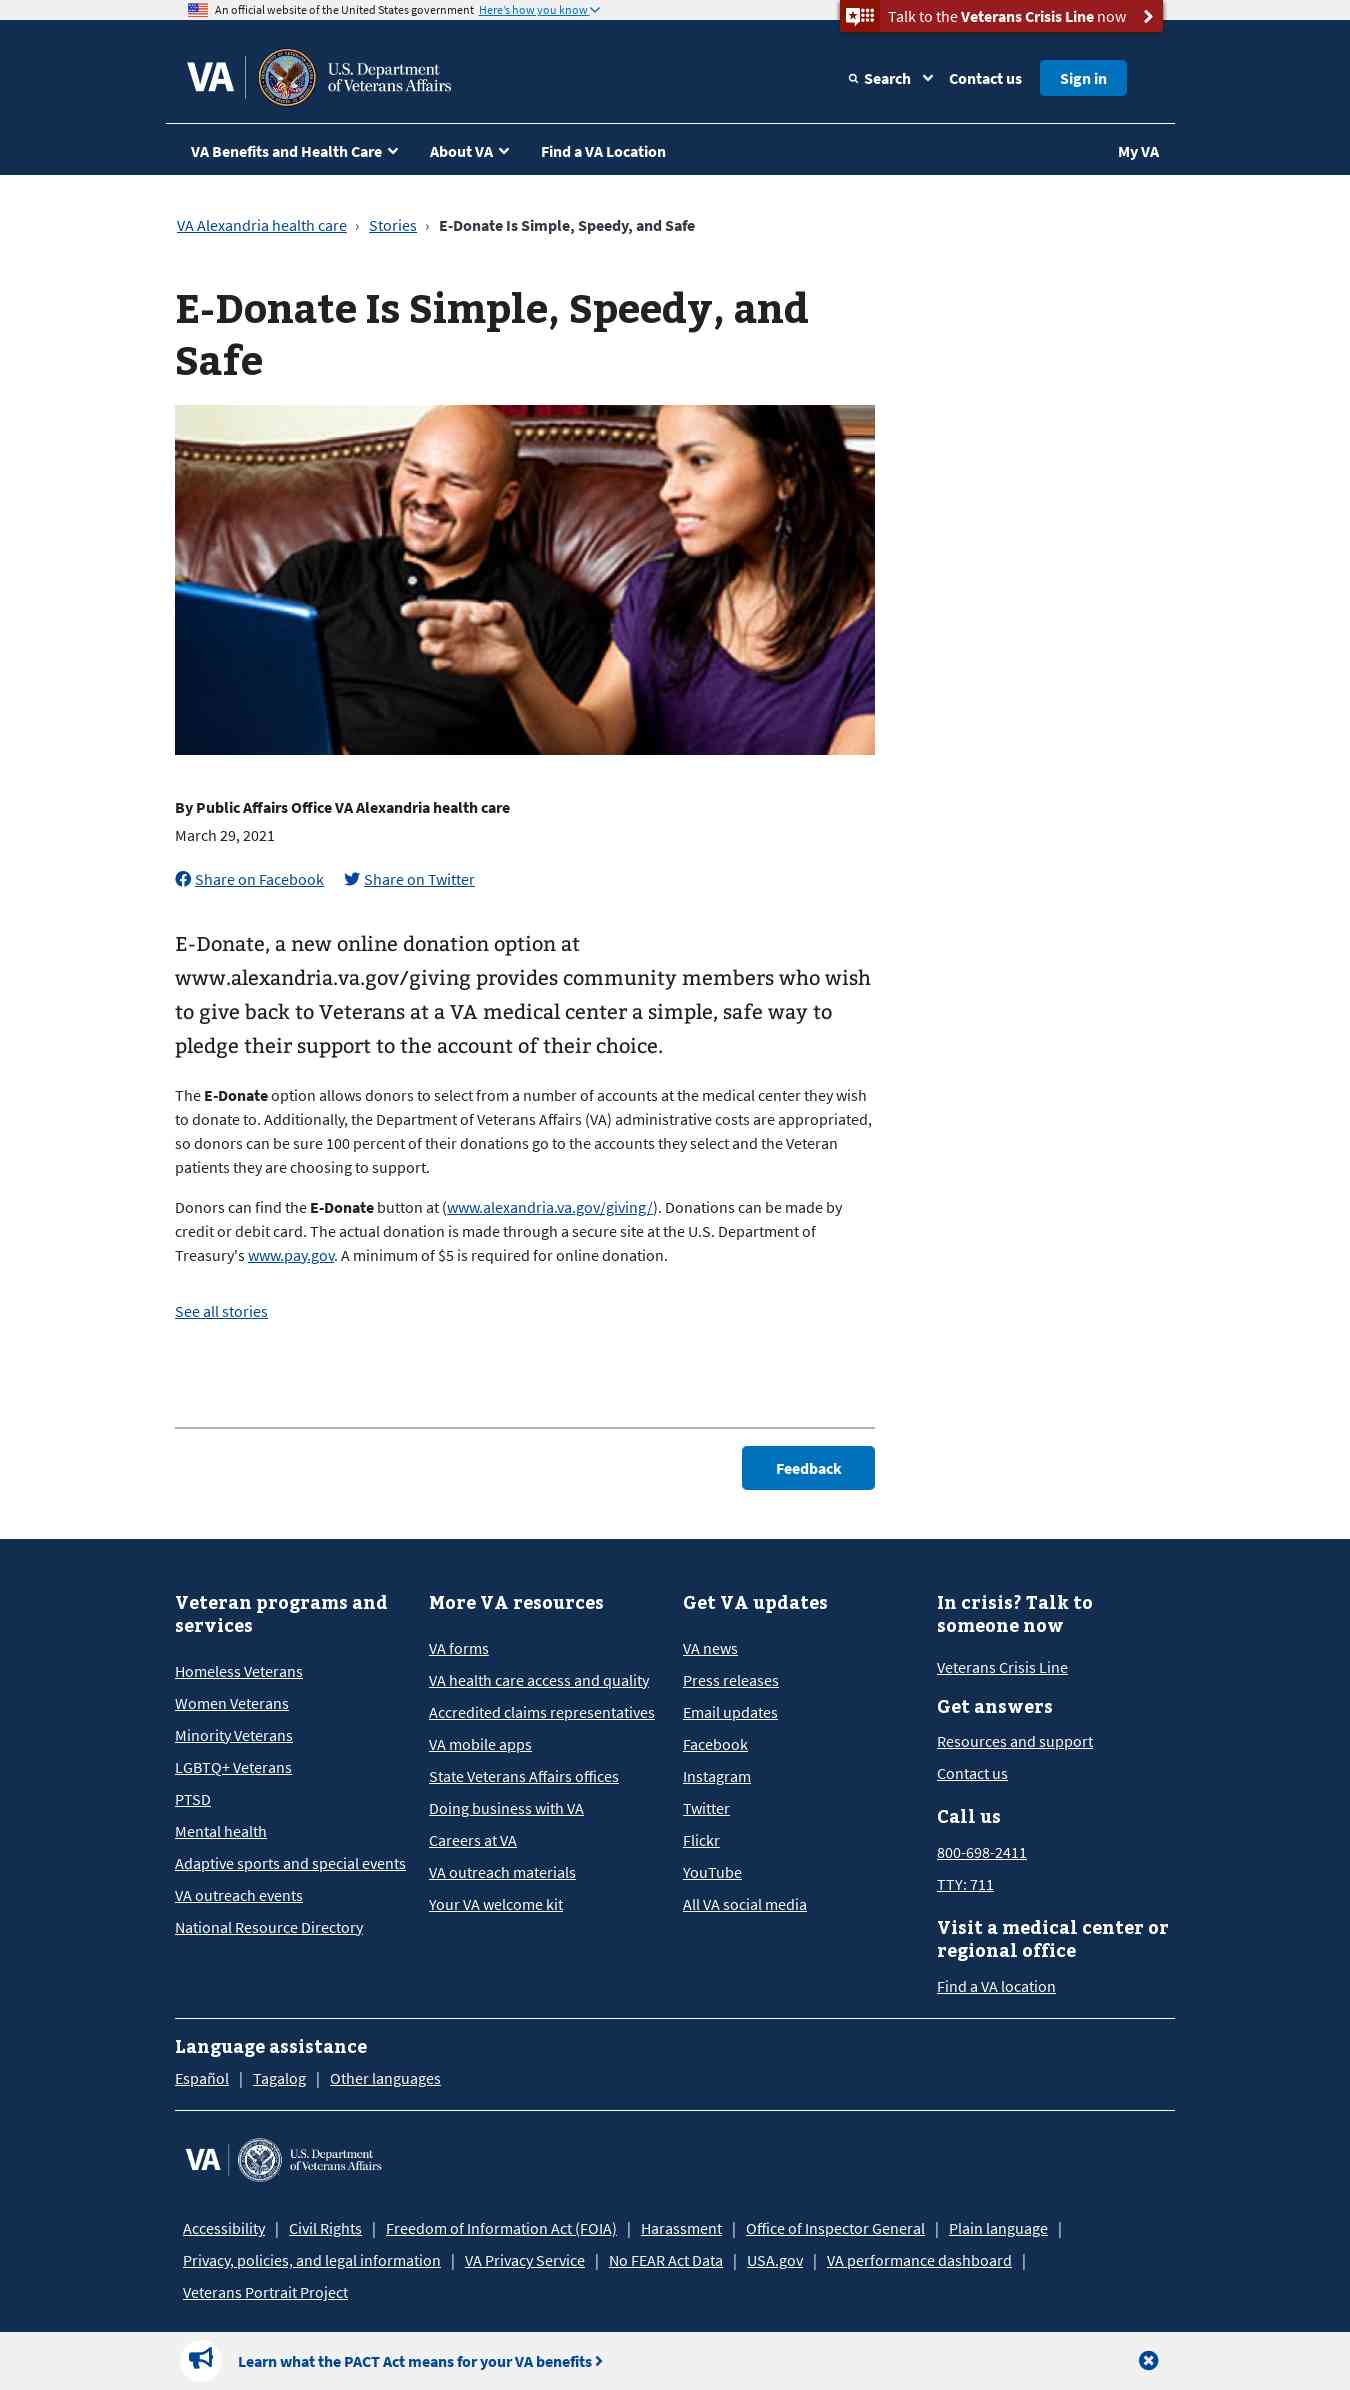 An official website of the United States government Here's how you know
Talk to the Veterans Crisis Line now
VA
U.S. Department
of Veterans Affairs
Search
Contact us
Sign in
VA Benefits and Health Care
About VA
Find a VA Location
My VA
VA Alexandria health care › Stories › E-Donate Is Simple, Speedy, and Safe
E-Donate Is Simple, Speedy, and
Safe
By Public Affairs Office VA Alexandria health care
March 29, 2021
Share on Facebook
Share on Twitter
E-Donate, a new online donation option at
www.alexandria.va.gov/giving provides community members who wish
to give back to Veterans at a VA medical center a simple, safe way to
pledge their support to the account of their choice.
The E-Donate option allows donors to select from a number of accounts at the medical center they wish
to donate to. Additionally, the Department of Veterans Affairs (VA) administrative costs are appropriated,
so donors can be sure 100 percent of their donations go to the accounts they select and the Veteran
patients they are choosing to support.
Donors can find the E-Donate button at (www.alexandria.va.gov/giving/). Donations can be made by
credit or debit card. The actual donation is made through a secure site at the U.S. Department of
Treasury's www.pay.gov. A minimum of $5 is required for online donation.
See all stories
Feedback
Veteran programs and
services
Homeless Veterans
Women Veterans
Minority Veterans
LGBTQ+ Veterans
PTSD
Mental health
Adaptive sports and special events
VA outreach events
National Resource Directory
More VA resources
VA forms
VA health care access and quality
Accredited claims representatives
VA mobile apps
State Veterans Affairs offices
Doing business with VA
Careers at VA
VA outreach materials
Your VA welcome kit
Get VA updates
VA news
Press releases
Email updates
Facebook
Instagram
Twitter
Flickr
YouTube
All VA social media
In crisis? Talk to
someone now
Veterans Crisis Line
Get answers
Resources and support
Contact us
Call us
800-698-2411
TTY: 711
Visit a medical center or
regional office
Find a VA location
Language assistance
Español | Tagalog | Other languages
VA
U.S. Department
of Veterans Affairs
Accessibility | Civil Rights | Freedom of Information Act (FOIA) | Harassment | Office of Inspector General | Plain language |
Privacy, policies, and legal information | VA Privacy Service | No FEAR Act Data | USA.gov | VA performance dashboard |
Veterans Portrait Project
Learn what the PACT Act means for your VA benefits